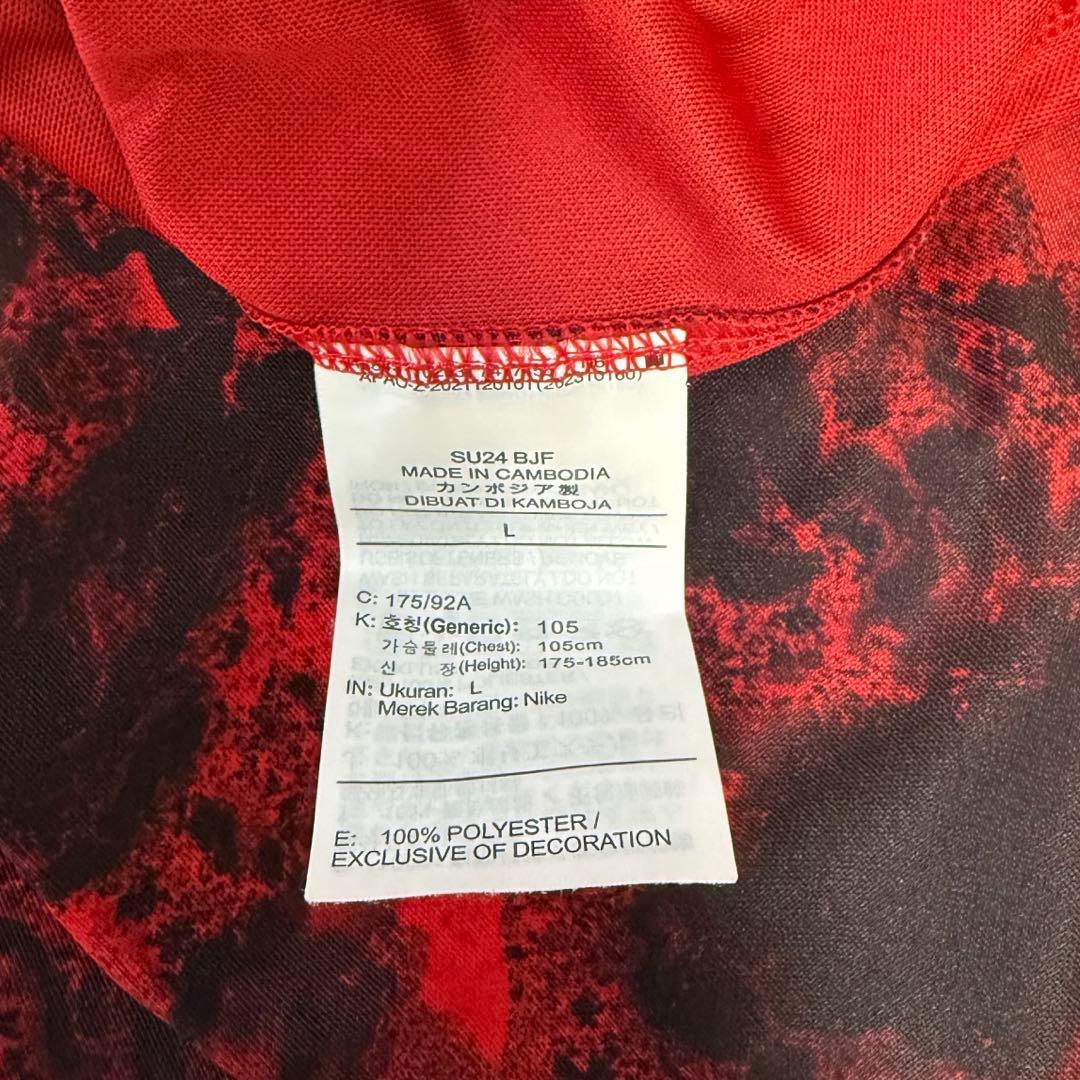 SU24 BJF
MADE IN CAMBODIA
カンボジア製
DIBUAT DI KAMBOJA
L
C: 175/92A
K: 호칭(Generic): 105
가슴둘레(Chest): 105cm
신 장(Height): 175-185cm
IN: Ukuran: L
Merek Barang: Nike
E: 100% POLYESTER /
EXCLUSIVE OF DECORATION